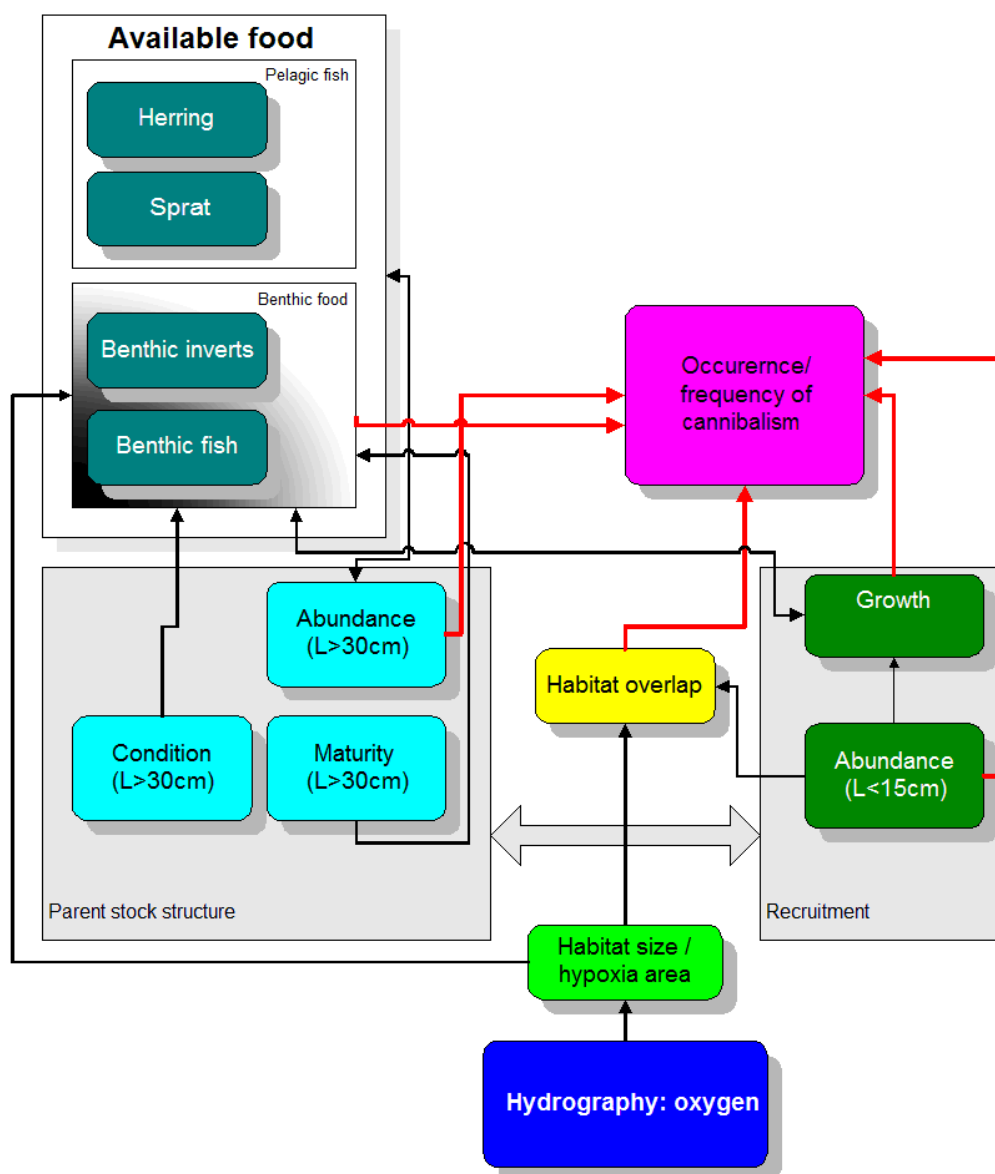 Available food
Pelagic fish
Herring
Sprat
Benthic food
Benthic inverts
Benthic fish
Occurernce/
frequency of
cannibalism
Abundance
(L>30cm)
Growth
Habitat overlap
Condition
(L>30cm)
Maturity
(L>30cm)
Abundance
(L<15cm)
Parent stock structure
Recruitment
Habitat size /
hypoxia area
Hydrography: oxygen